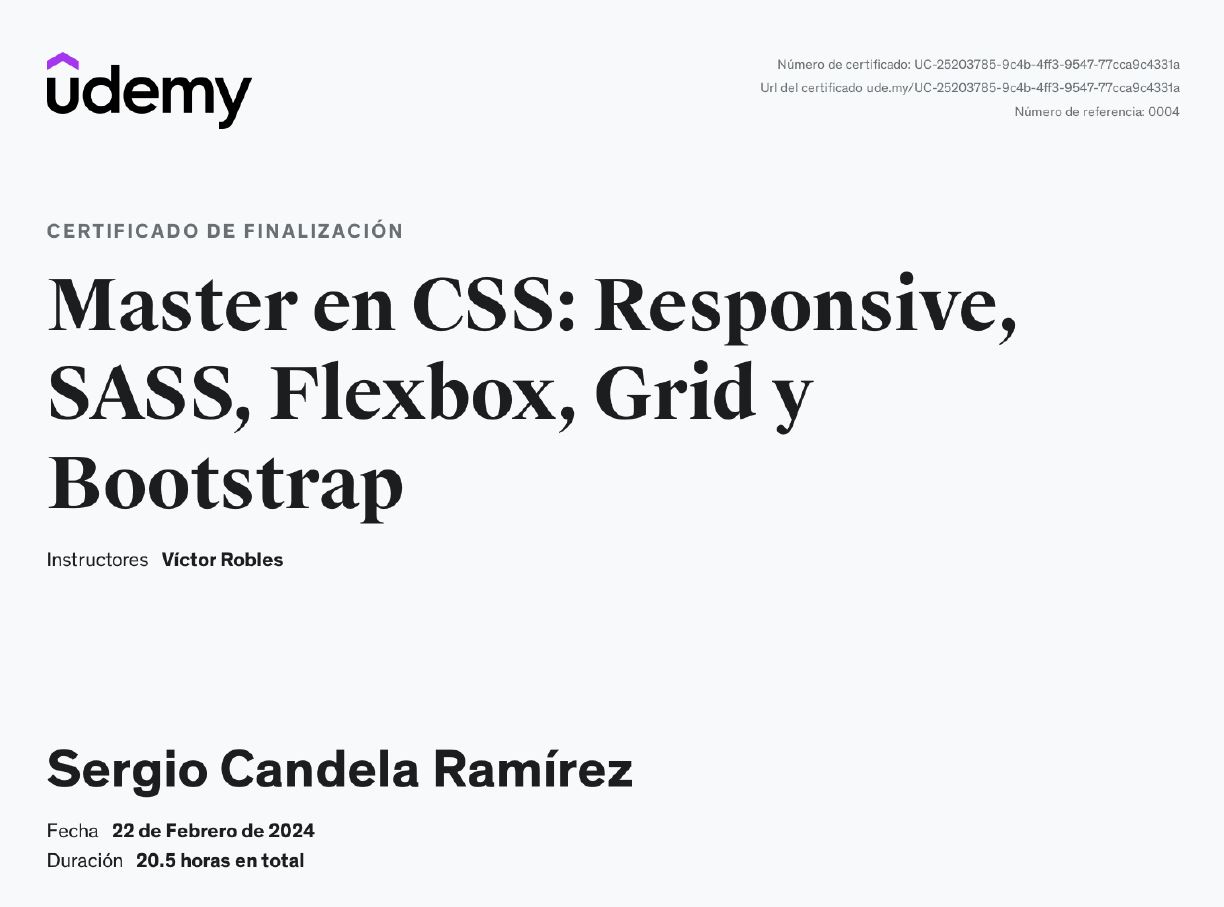 udemy
Número de certificado: UC-25203785-9c4b-4ff3-9547-77cca9c4331a
Url del certificado ude.my/UC-25203785-9c4b-4ff3-9547-77cca9c4331a
Número de referencia: 0004
CERTIFICADO DE FINALIZACIÓN
Master en CSS: Responsive,
SASS, Flexbox, Grid y
Bootstrap
Instructores Víctor Robles
Sergio Candela Ramírez
Fecha 22 de Febrero de 2024
Duración 20.5 horas en total